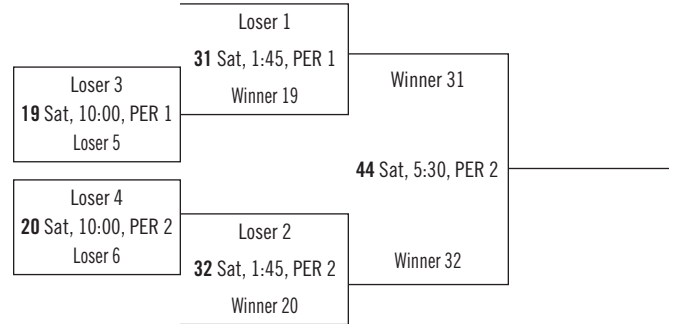 Loser 1
31 Sat, 1:45, PER 1
Winner 19
Loser 3
19 Sat, 10:00, PER 1
Loser 5
Winner 31
44 Sat, 5:30, PER 2
Loser 4
20 Sat, 10:00, PER 2
Loser 6
Loser 2
32 Sat, 1:45, PER 2
Winner 20
Winner 32